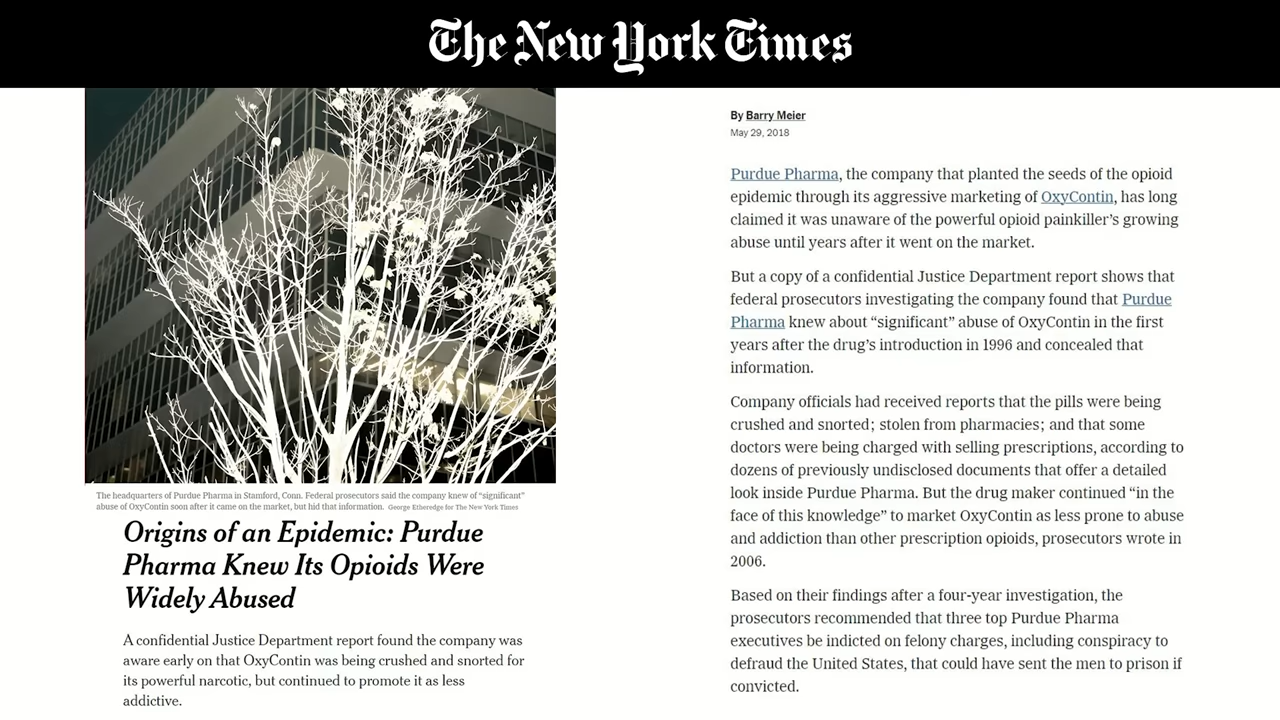 The New York Times
The headquarters of Purdue Pharma in Stamford, Conn. Federal prosecutors said the company knew of “significant”
abuse of OxyContin soon after it came on the market, but hid that information. George Etheredge for The New York Times
Origins of an Epidemic: Purdue
Pharma Knew Its Opioids Were
Widely Abused
A confidential Justice Department report found the company was
aware early on that OxyContin was being crushed and snorted for
its powerful narcotic, but continued to promote it as less
addictive.
By Barry Meier
May 29, 2018
Purdue Pharma, the company that planted the seeds of the opioid
epidemic through its aggressive marketing of OxyContin, has long
claimed it was unaware of the powerful opioid painkiller’s growing
abuse until years after it went on the market.
But a copy of a confidential Justice Department report shows that
federal prosecutors investigating the company found that Purdue
Pharma knew about “significant” abuse of OxyContin in the first
years after the drug’s introduction in 1996 and concealed that
information.
Company officials had received reports that the pills were being
crushed and snorted; stolen from pharmacies; and that some
doctors were being charged with selling prescriptions, according to
dozens of previously undisclosed documents that offer a detailed
look inside Purdue Pharma. But the drug maker continued “in the
face of this knowledge” to market OxyContin as less prone to abuse
and addiction than other prescription opioids, prosecutors wrote in
2006.
Based on their findings after a four-year investigation, the
prosecutors recommended that three top Purdue Pharma
executives be indicted on felony charges, including conspiracy to
defraud the United States, that could have sent the men to prison if
convicted.